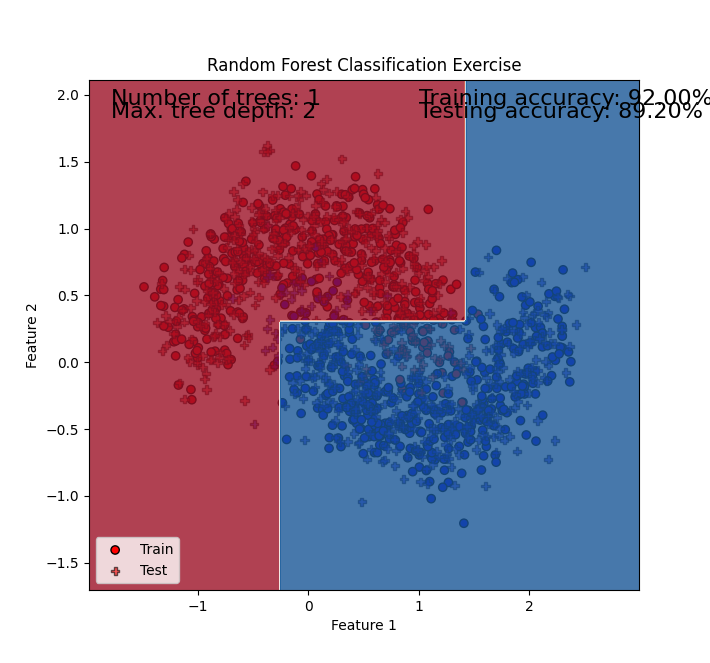 Random Forest Classification Exercise
Number of trees: 1
Max. tree depth: 2
Training accuracy: 92.00%
Testing accuracy: 89.20%
2.0
1.5
1.0
0.5
0.0
−0.5
−1.0
−1.5
Feature 2
Train
Test
−1
0
1
2
Feature 1